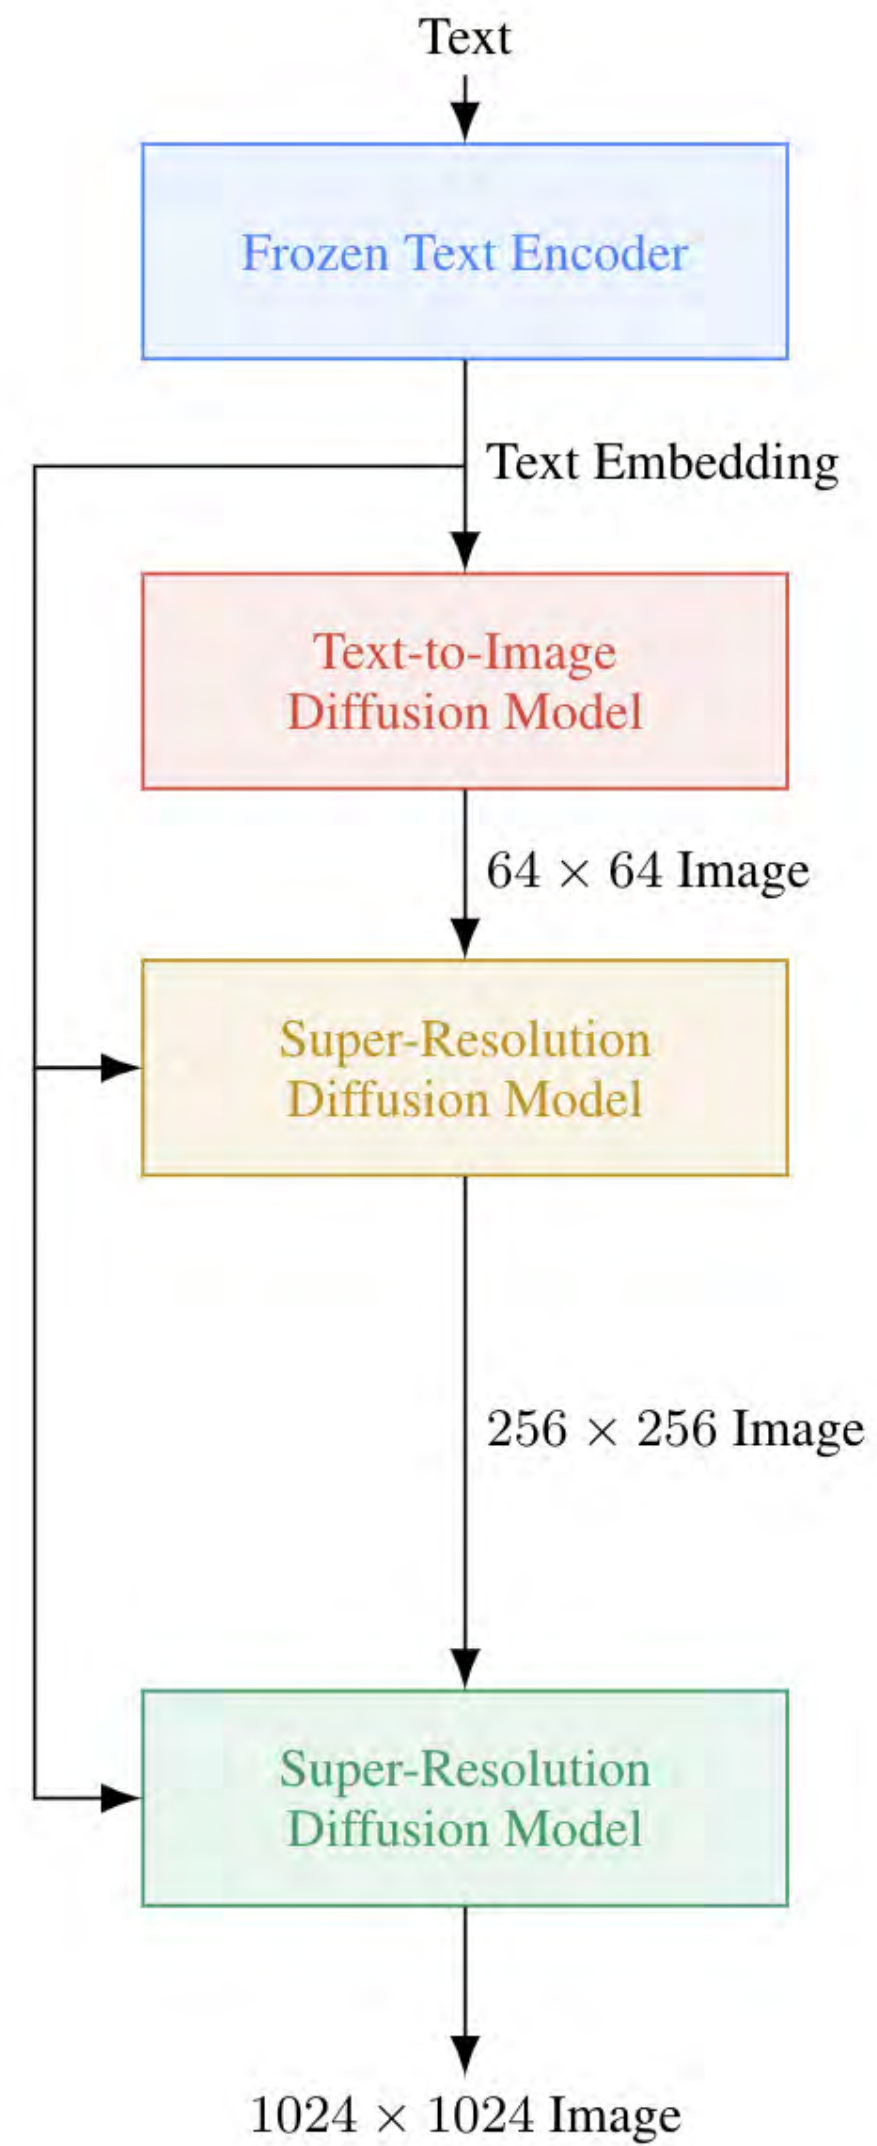 Text
Frozen Text Encoder
Text Embedding
Text-to-Image
Diffusion Model
64 × 64 Image
Super-Resolution
Diffusion Model
256 × 256 Image
Super-Resolution
Diffusion Model
1024 × 1024 Image